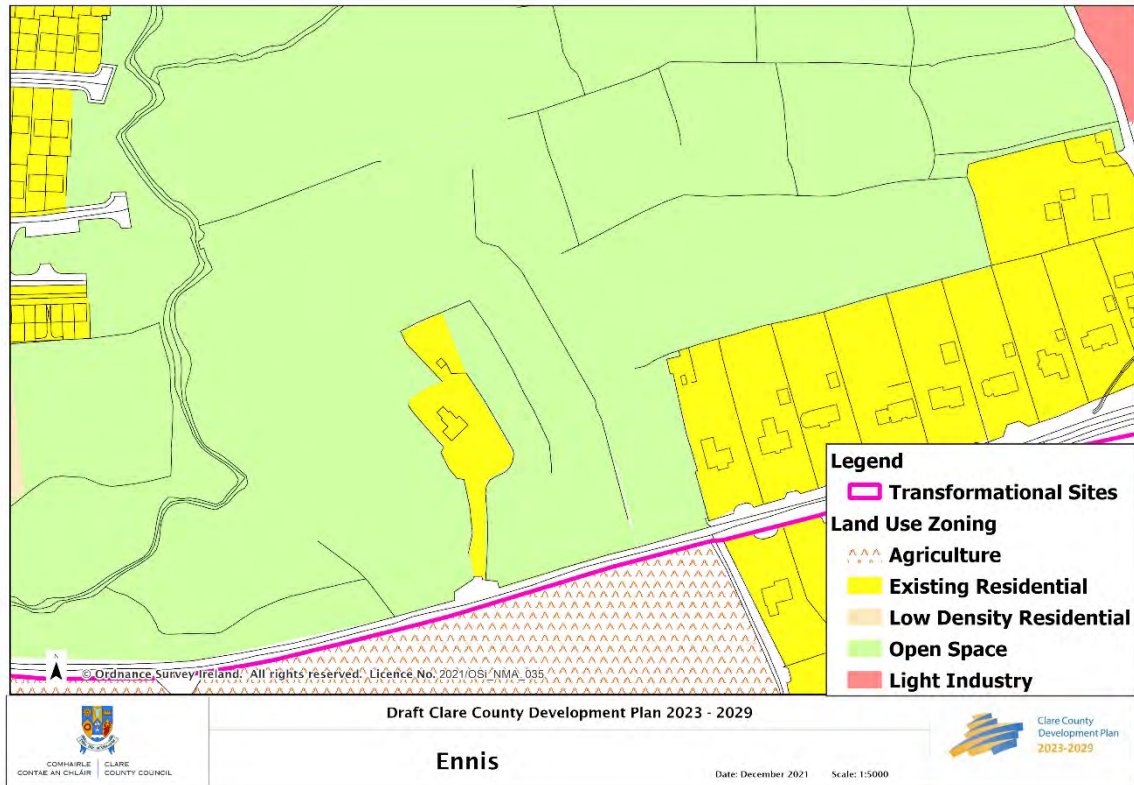 Legend
Transformational Sites
Land Use Zoning
Agriculture
Existing Residential
Low Density Residential
Open Space
Light Industry
© Ordnance Survey Ireland. All rights reserved. Licence No. 2021/OSI_NMA_035
COMHAIRLE CONTAE AN CHLÁIR
CLARE COUNTY COUNCIL
Draft Clare County Development Plan 2023 - 2029
Ennis
Date: December 2021 Scale: 1:5000
Clare County
Development Plan
2023-2029